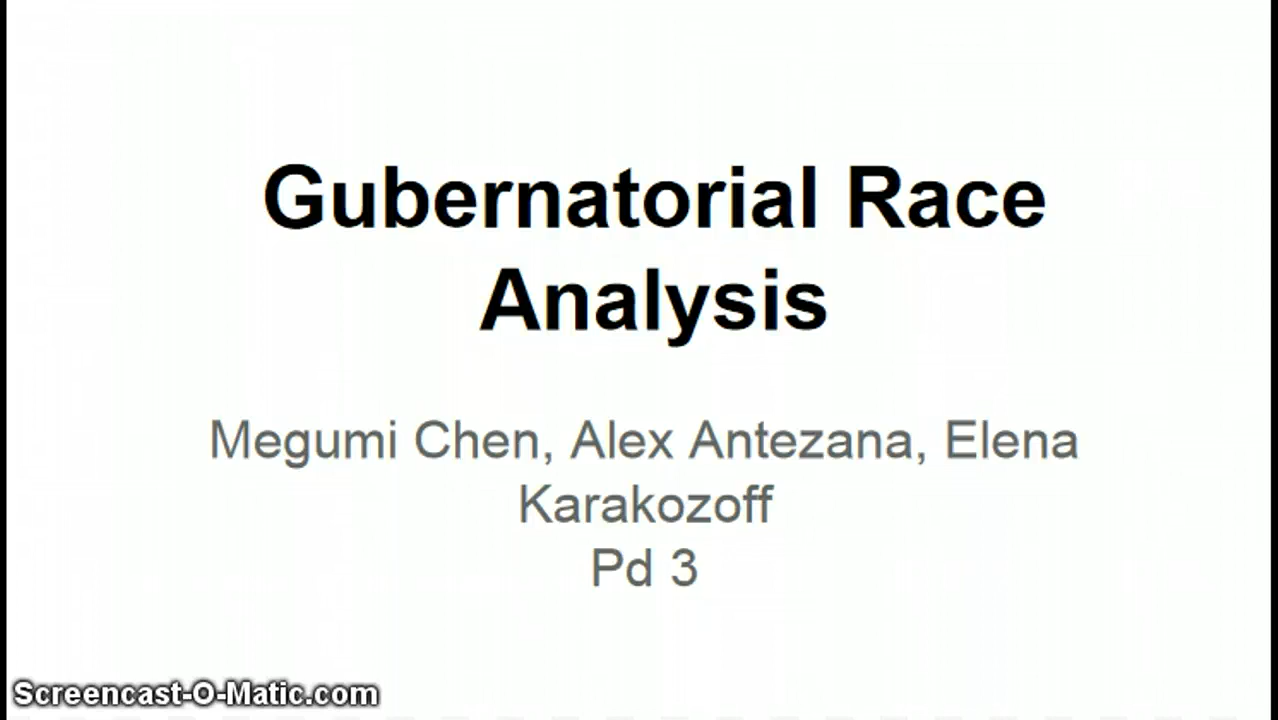 Gubernatorial Race
Analysis
Megumi Chen, Alex Antezana, Elena
Karakozoff
Pd 3
Screencast-O-Matic.com